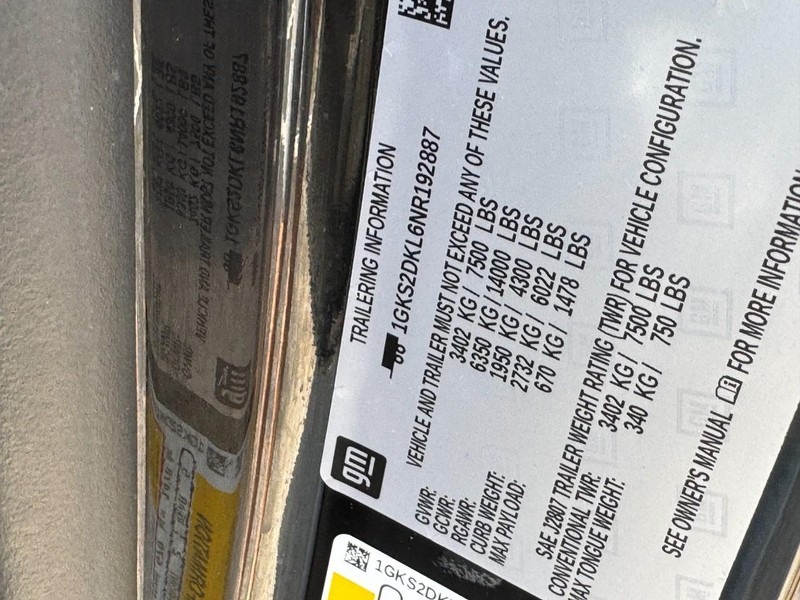 TRAILERING INFORMATION
1GKS2DKL6NR192887
VEHICLE AND TRAILER MUST NOT EXCEED ANY OF THESE VALUES.
GVWR: 3402 KG / 7500 LBS
GCWR: 6350 KG / 14000 LBS
RGAWR: 1950 KG / 4300 LBS
CURB WEIGHT: 2732 KG / 6022 LBS
MAX PAYLOAD: 670 KG / 1478 LBS
SAE J2807 TRAILER WEIGHT RATING (TWR) FOR VEHICLE CONFIGURATION.
CONVENTIONAL TWR: 3402 KG / 7500 LBS
MAX TONGUE WEIGHT: 340 KG / 750 LBS
SEE OWNER'S MANUAL FOR MORE INFORMATION
gm
1GKS2DK